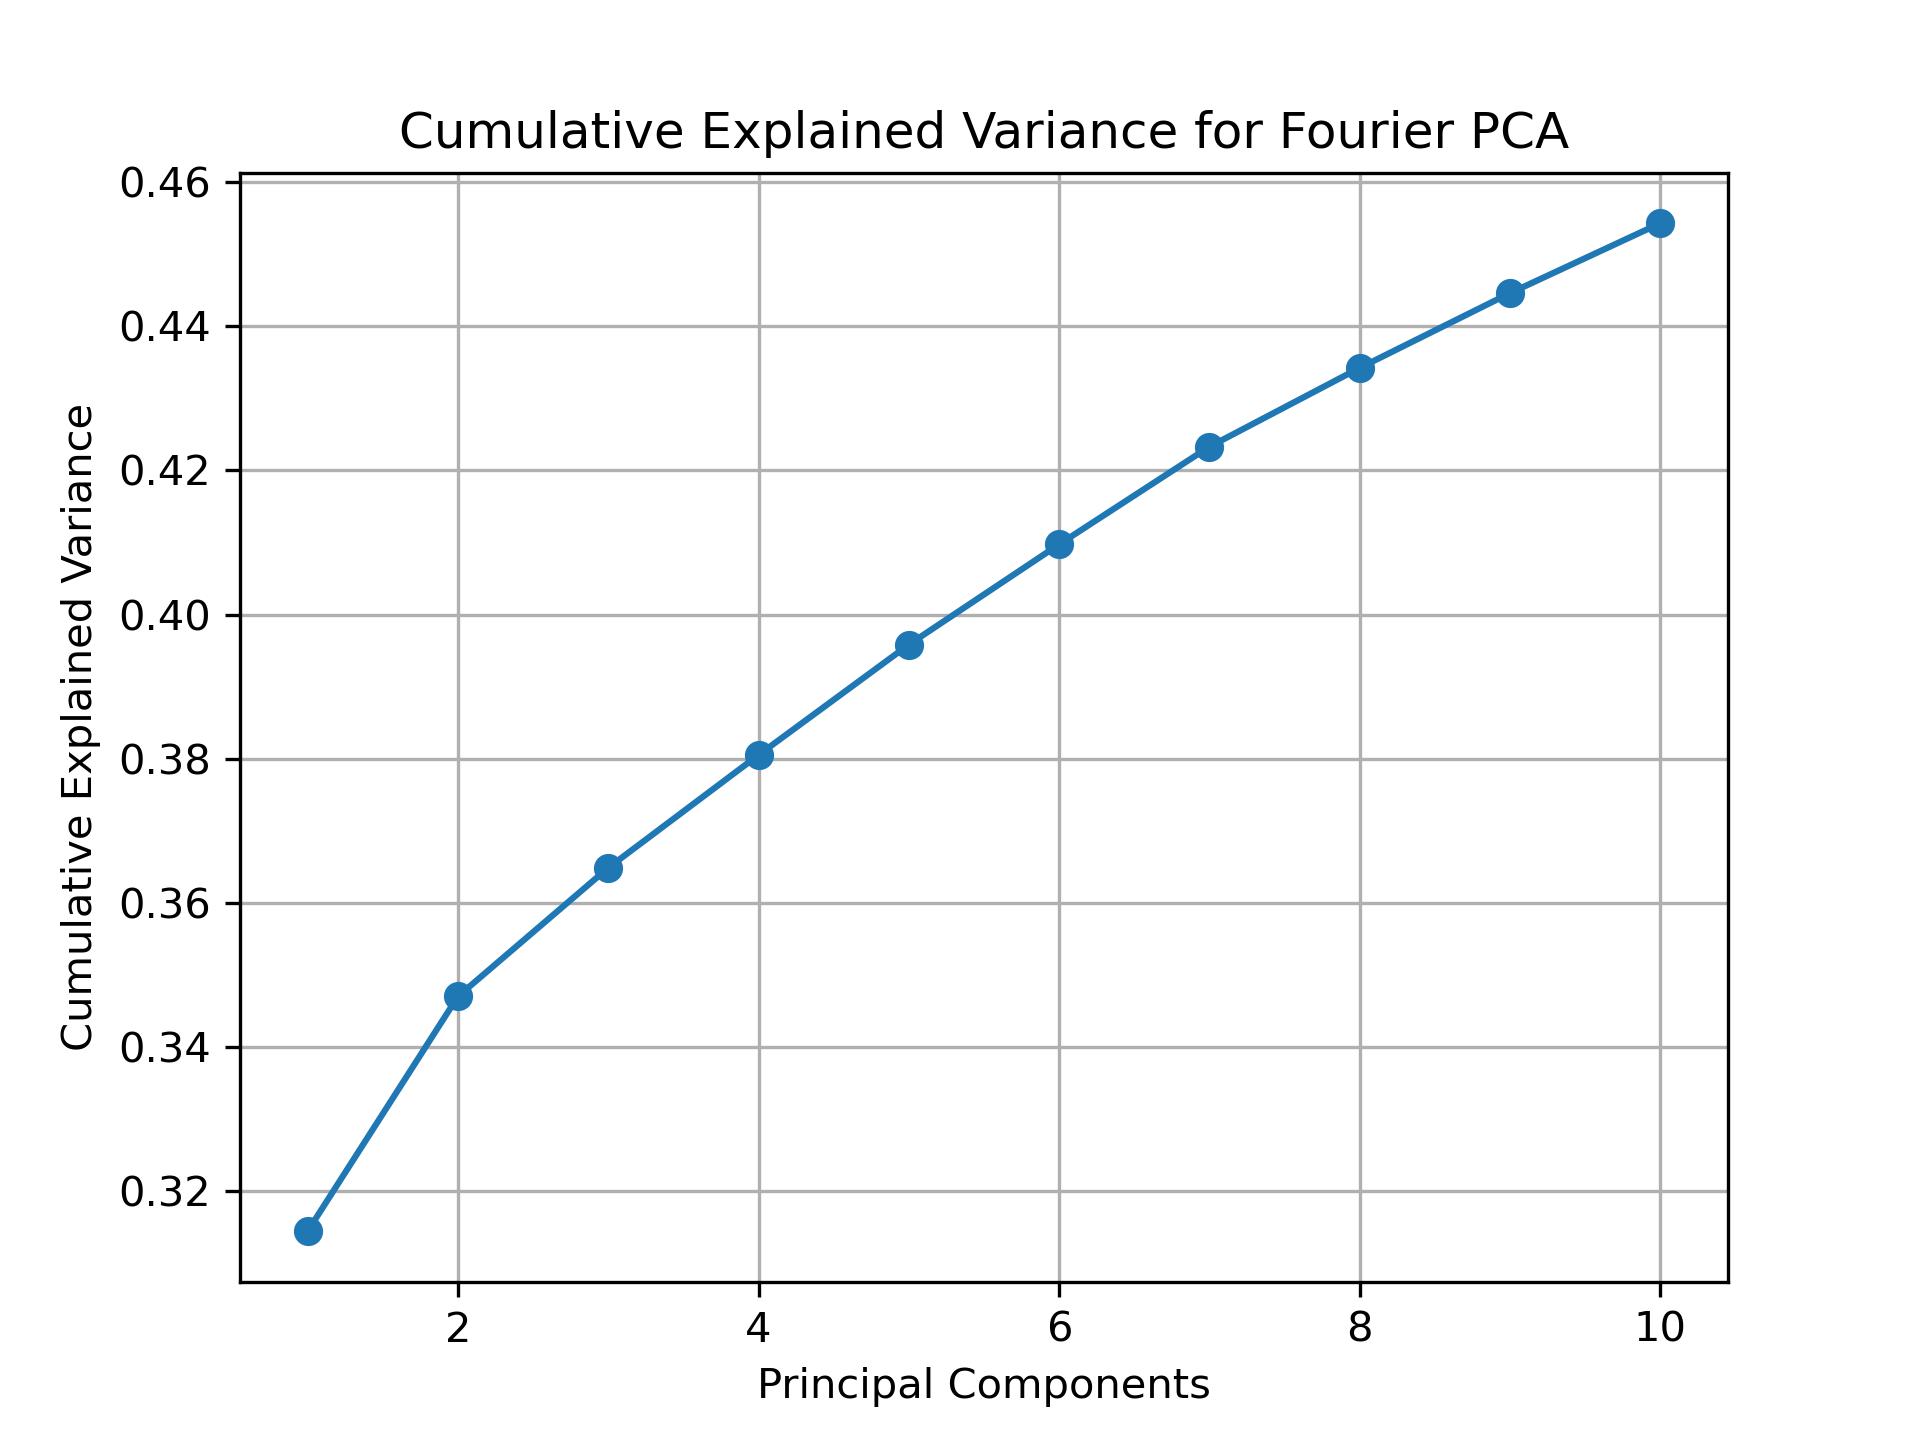 Cumulative Explained Variance for Fourier PCA
0.46
0.44
0.42
0.40
0.38
0.36
0.34
0.32
Cumulative Explained Variance
2 4 6 8 10
Principal Components